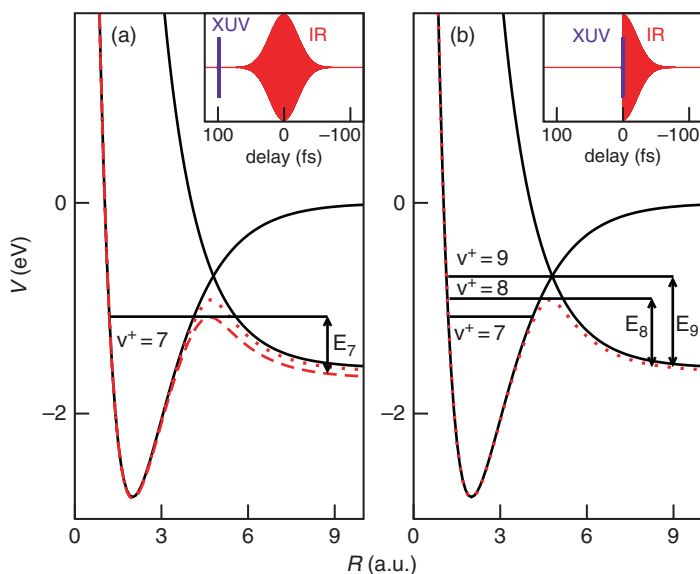 (a)
XUV
IR
100 0 −100
delay (fs)
(b)
XUV
IR
100 0 −100
delay (fs)
V (eV)
0
−2
v⁺ = 7
E₇
0 3 6 9
0
−2
v⁺ = 9
v⁺ = 8
v⁺ = 7
E₈
E₉
0 3 6 9
R (a.u.)